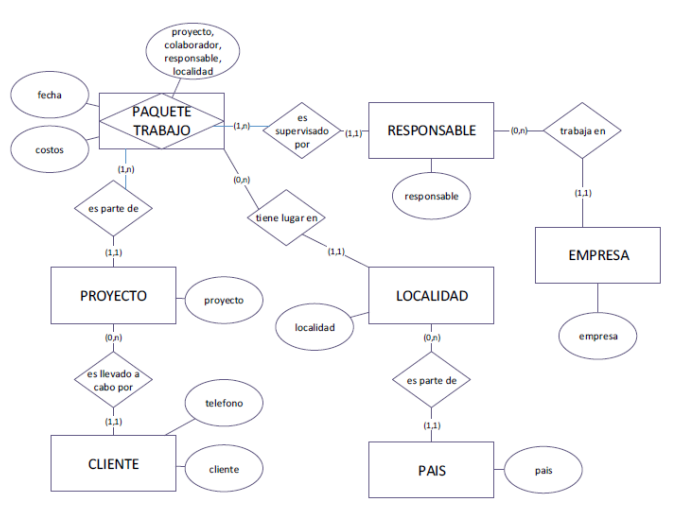 proyecto,
colaborador,
responsable,
localidad
fecha
PAQUETE
TRABAJO
costos
(1,n)
es
supervisado
por
(1,1)
RESPONSABLE
(0,n)
trabaja en
(1,n)
(0,n)
responsable
(1,1)
es parte de
tiene lugar en
(1,1)
(1,1)
EMPRESA
PROYECTO
proyecto
LOCALIDAD
localidad
empresa
(0,n)
(0,n)
es llevado a
cabo por
es parte de
telefono
(1,1)
(1,1)
CLIENTE
cliente
PAIS
pais